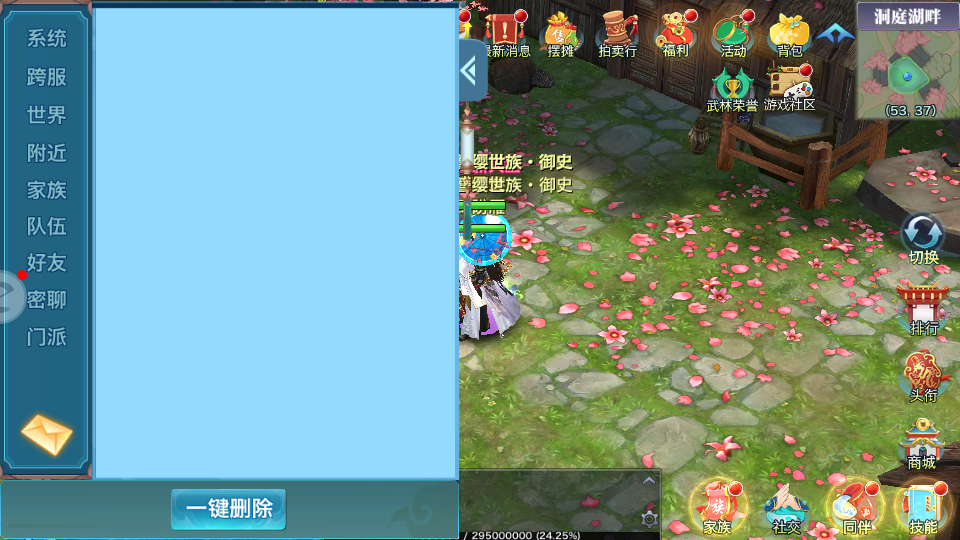 系统
跨服
世界
附近
家族
队伍
好友
密聊
门派
一键删除
最新消息
摆摊
售
拍卖行
福利
活动
背包
武林荣誉
游戏社区
洞庭湖畔
(53, 37)
缨世族·御史
缨世族·御史
切换
排行
头衔
商城
族
家族
社交
同伴
技能
/ 295000000 (24.25%)